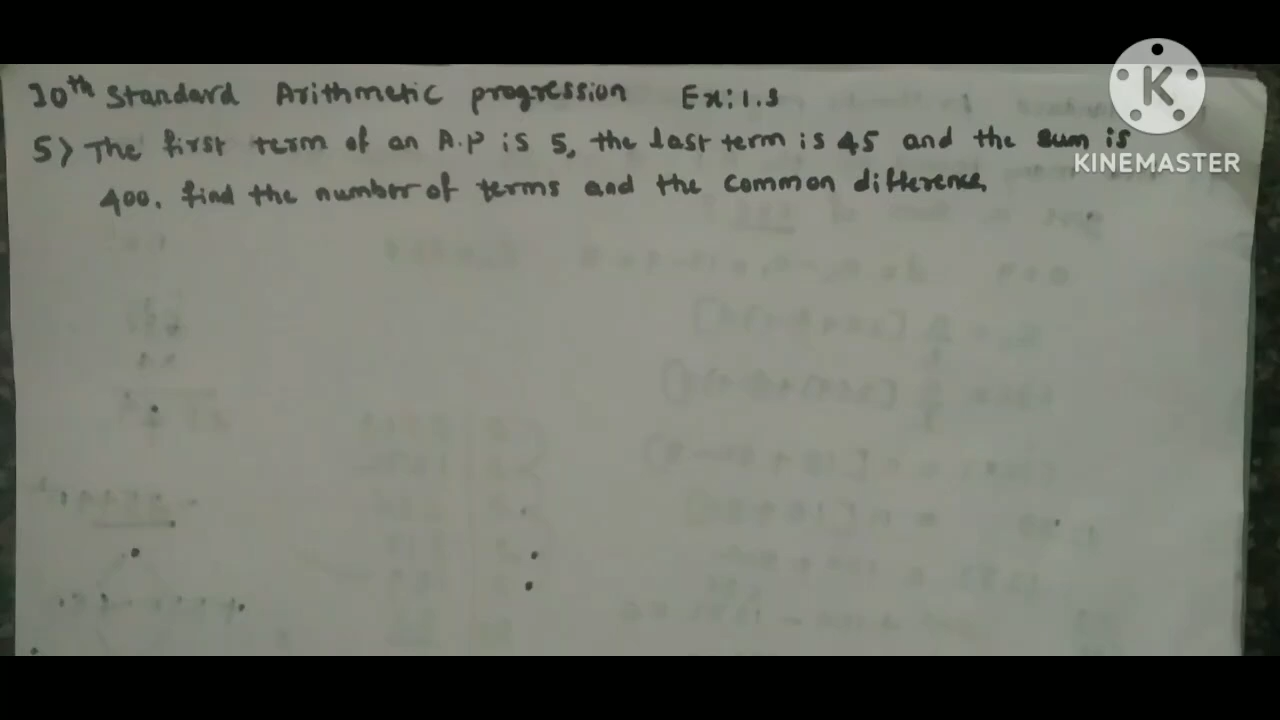 10th Standard Arithmetic progression Ex: 1.3
5) The first term of an A.P is 5, the last term is 45 and the sum is
400. find the number of terms and the common difference.
K
KINEMASTER